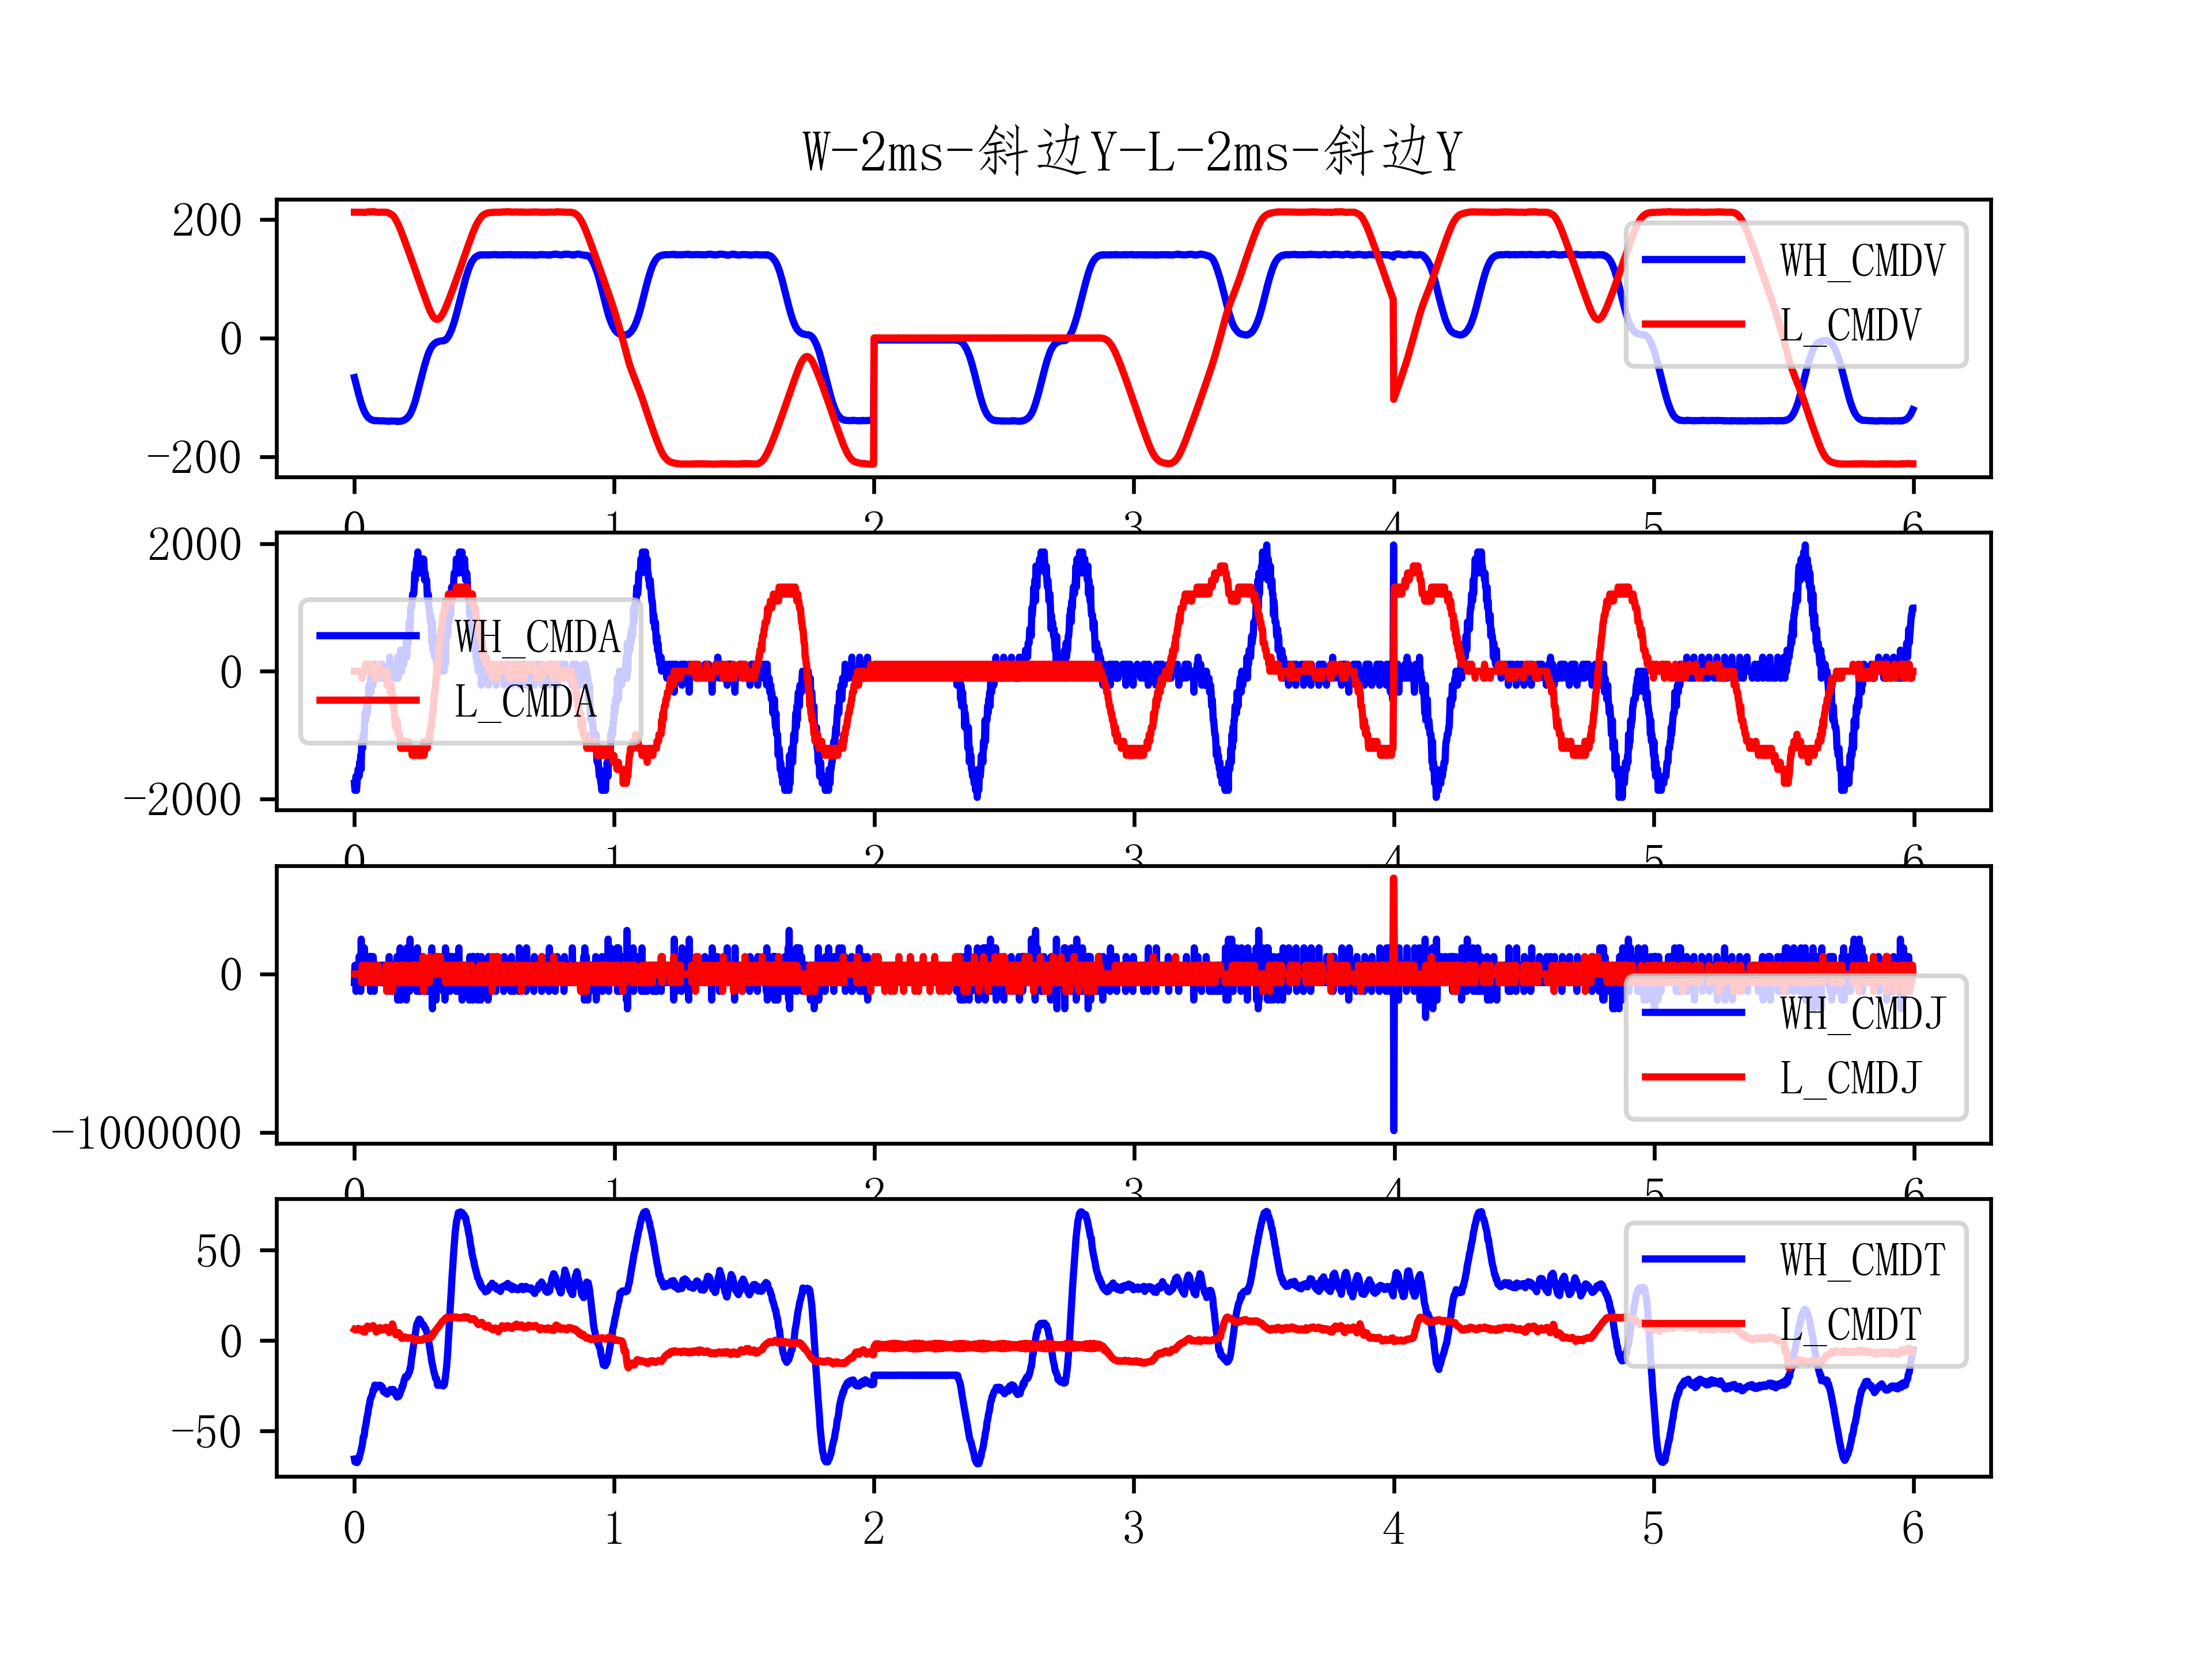 W-2ms-斜边Y-L-2ms-斜边Y
200
0
-200
WH_CMDV
L_CMDV
0 1 2 3 4 5 6
2000
0
-2000
WH_CMDA
L_CMDA
0 1 2 3 4 5 6
0
-1000000
WH_CMDJ
L_CMDJ
0 1 2 3 4 5 6
50
0
-50
WH_CMDT
L_CMDT
0 1 2 3 4 5 6